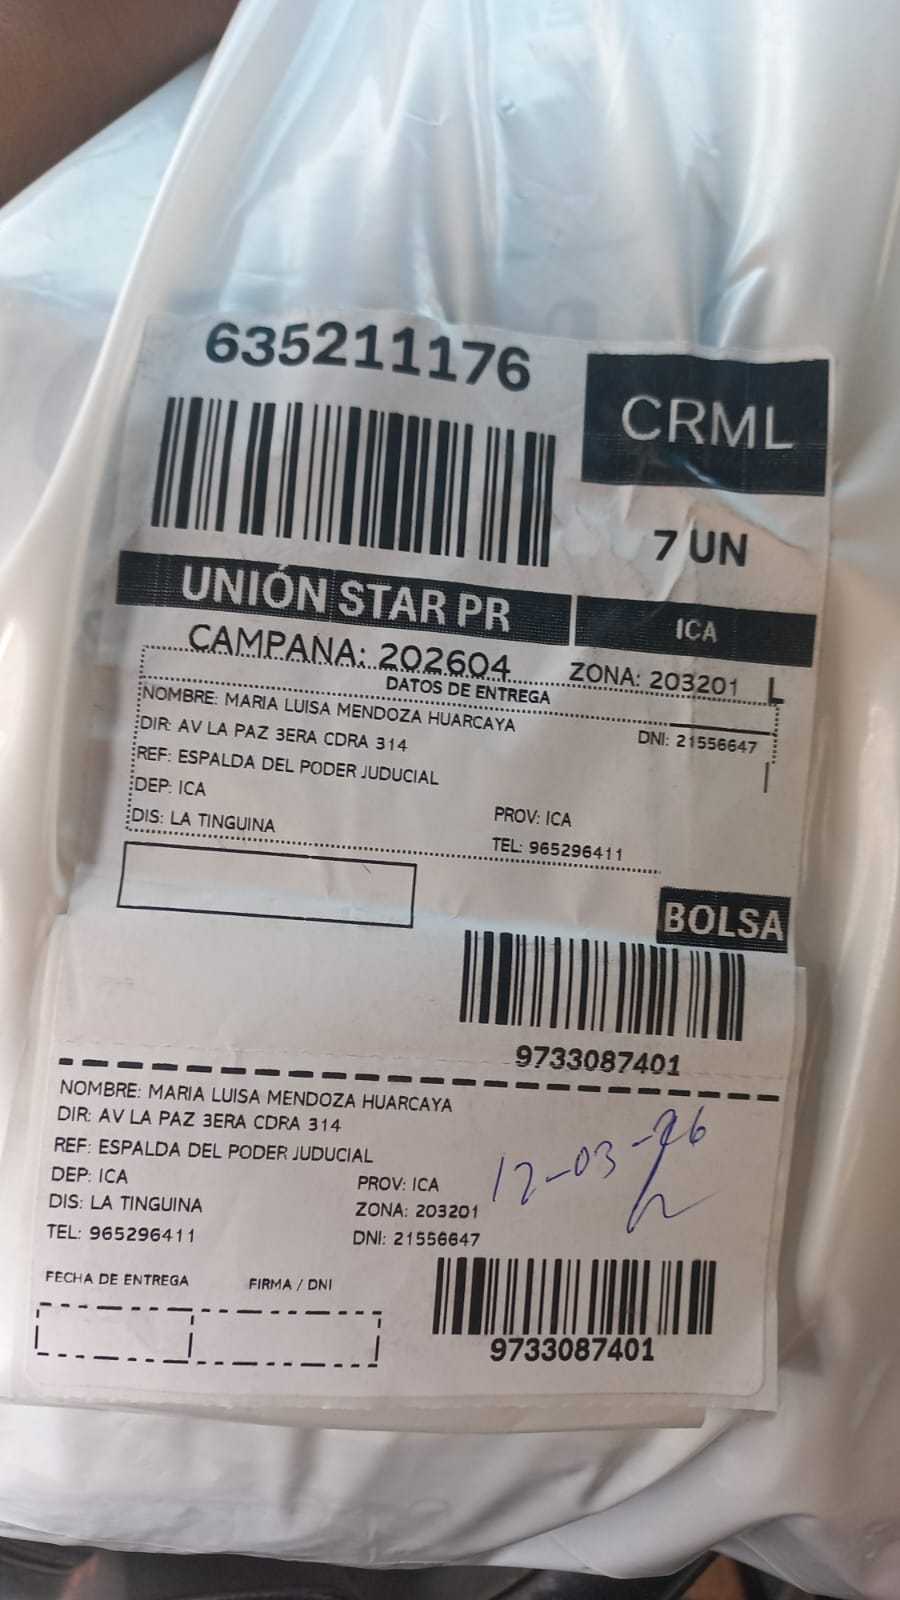 635211176
CRML
7 UN
UNIÓN STAR PR
ICA
CAMPANA: 202604
ZONA: 203201 L
DATOS DE ENTREGA
NOMBRE: MARIA LUISA MENDOZA HUARCAYA
DNI: 21556647
DIR: AV LA PAZ 3ERA CDRA 314
REF: ESPALDA DEL PODER JUDUCIAL
DEP: ICA
PROV: ICA
DIS: LA TINGUINA
TEL: 965296411
BOLSA
9733087401
NOMBRE: MARIA LUISA MENDOZA HUARCAYA
DIR: AV LA PAZ 3ERA CDRA 314
REF: ESPALDA DEL PODER JUDUCIAL
DEP: ICA
PROV: ICA
DIS: LA TINGUINA
ZONA: 203201
TEL: 965296411
DNI: 21556647
12-03-26
FECHA DE ENTREGA
FIRMA / DNI
9733087401